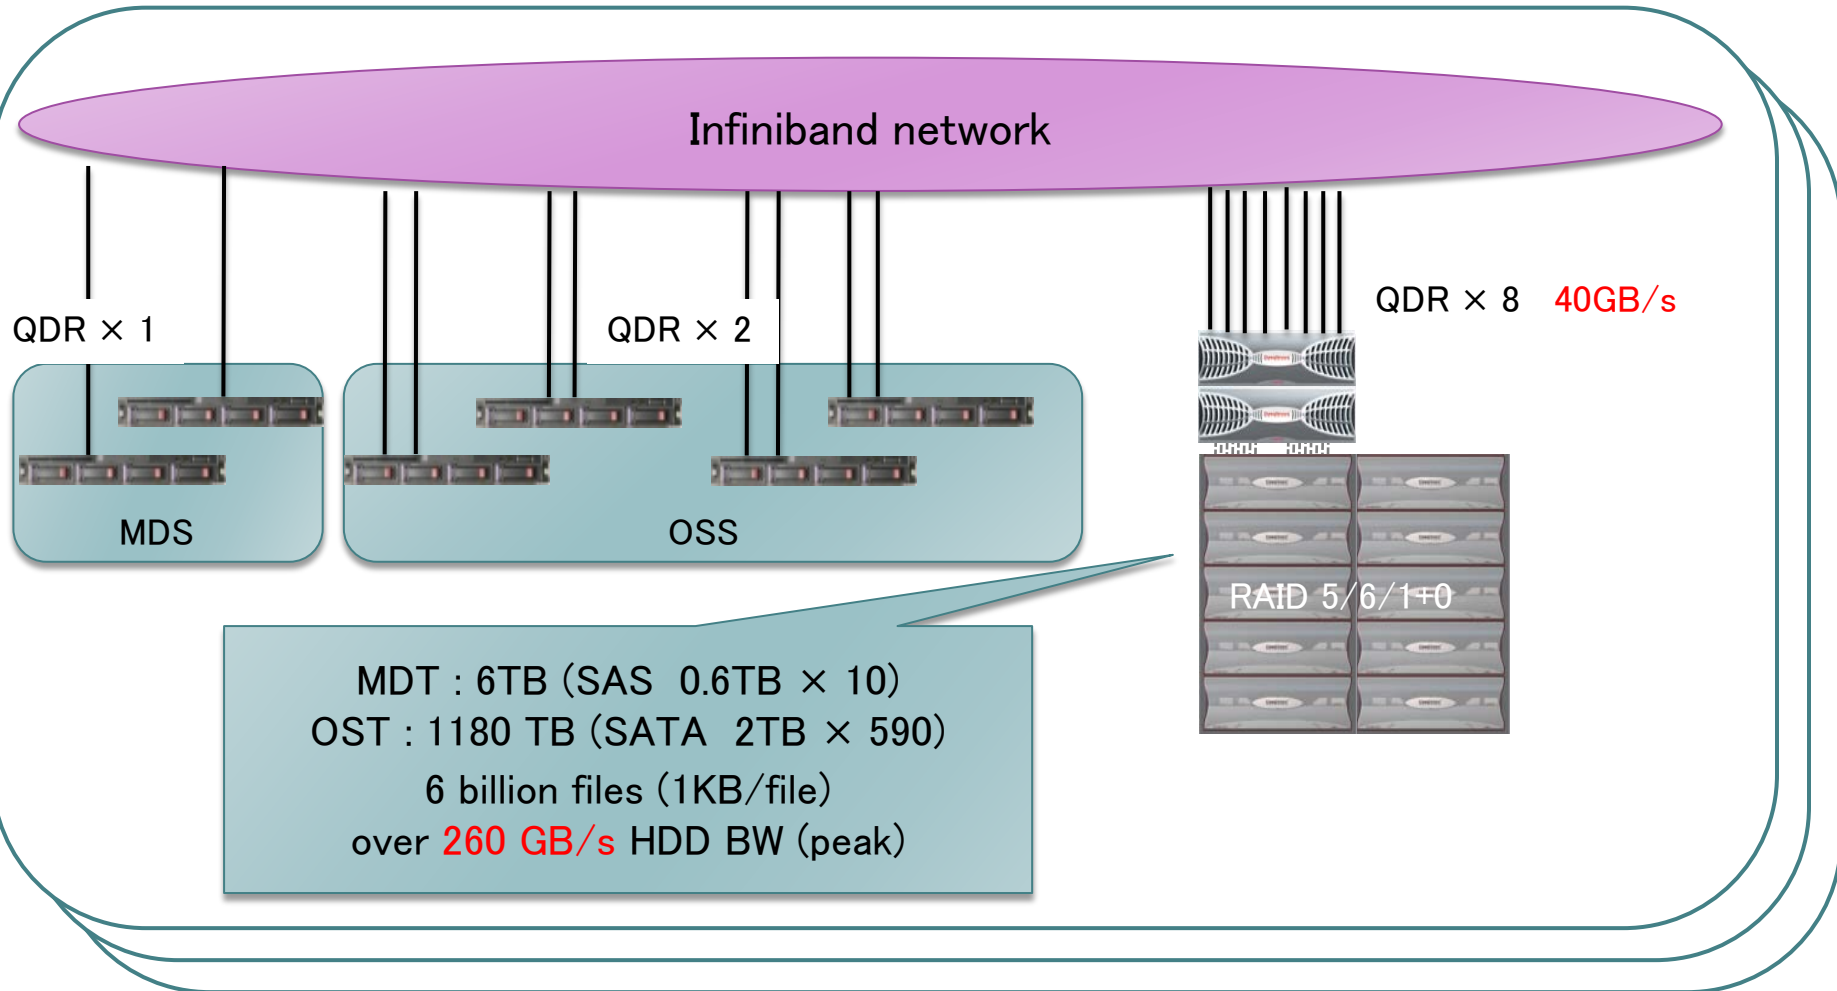 Infiniband network
QDR × 1
QDR × 2
QDR × 8 40GB/s
MDS
OSS
RAID 5/6/1+0
MDT : 6TB (SAS 0.6TB × 10)
OST : 1180 TB (SATA 2TB × 590)
6 billion files (1KB/file)
over 260 GB/s HDD BW (peak)